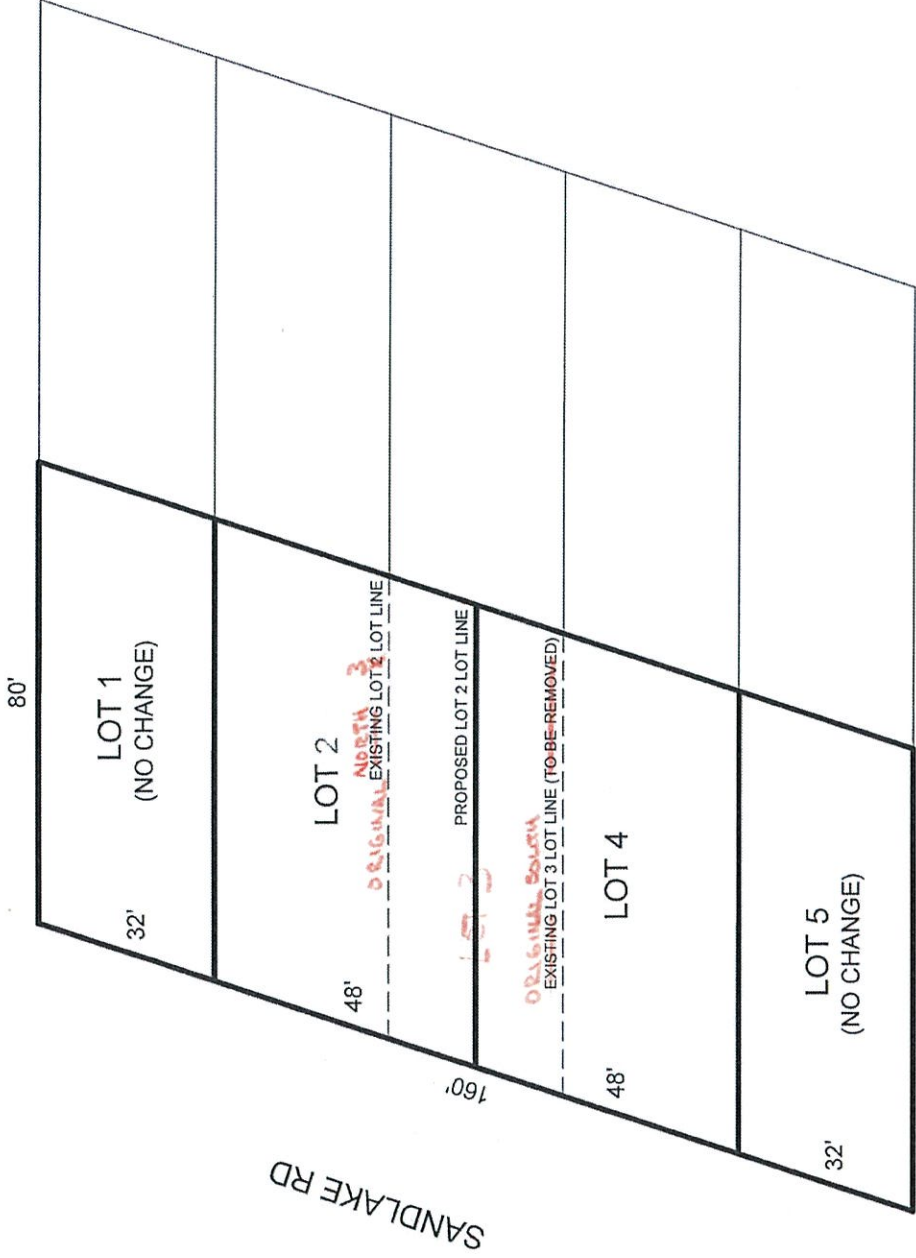 80'
LOT 1
(NO CHANGE)
32'
LOT 2
ORIGINAL NORTH 3
EXISTING LOT 2 LOT LINE
48'
PROPOSED LOT 2 LOT LINE
LOT 3
160'
ORIGINAL SOUTH
EXISTING LOT 3 LOT LINE (TO BE REMOVED)
48'
LOT 4
LOT 5
(NO CHANGE)
32'
SANDLAKE RD